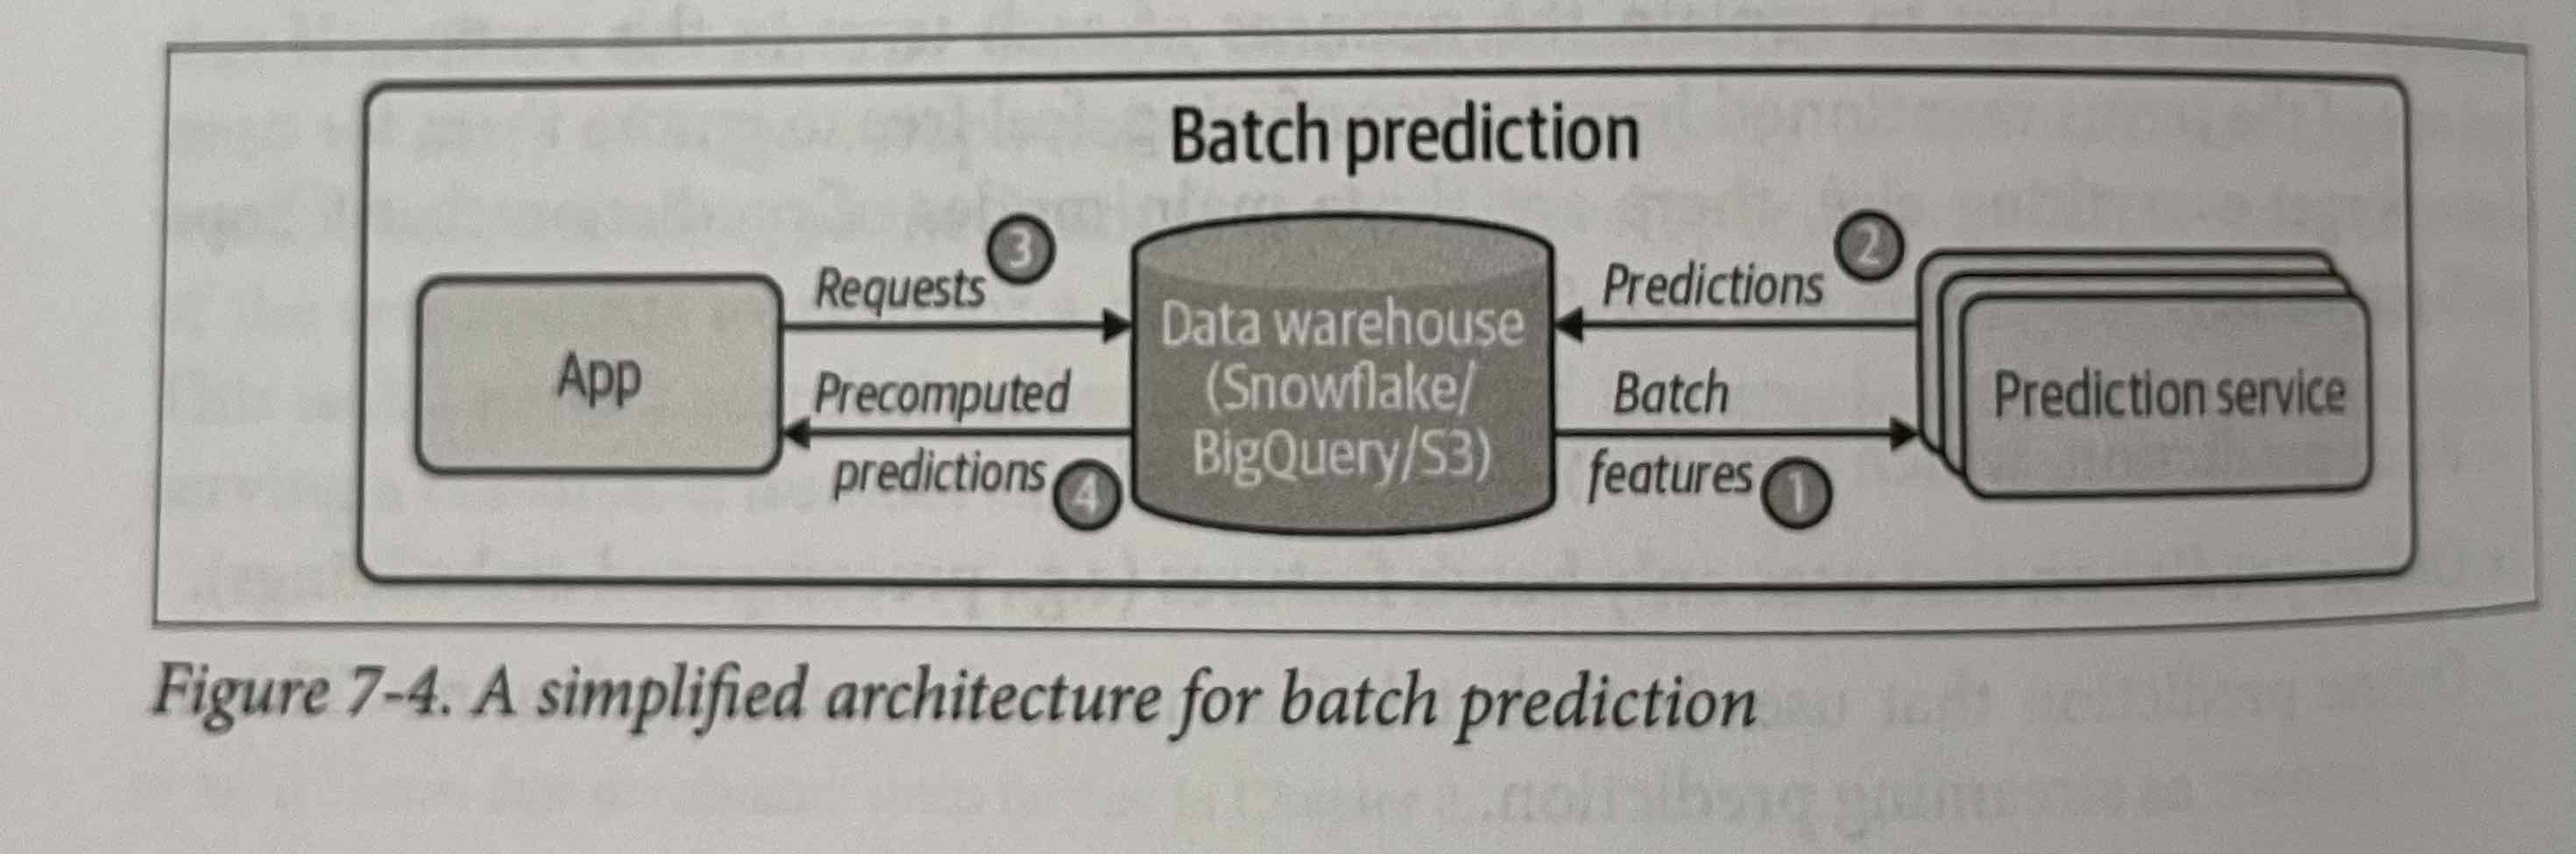 Batch prediction
Requests 3
App
Precomputed
predictions 4
Data warehouse
(Snowflake/
BigQuery/S3)
Predictions 2
Batch
features 1
Prediction service
Figure 7-4. A simplified architecture for batch prediction